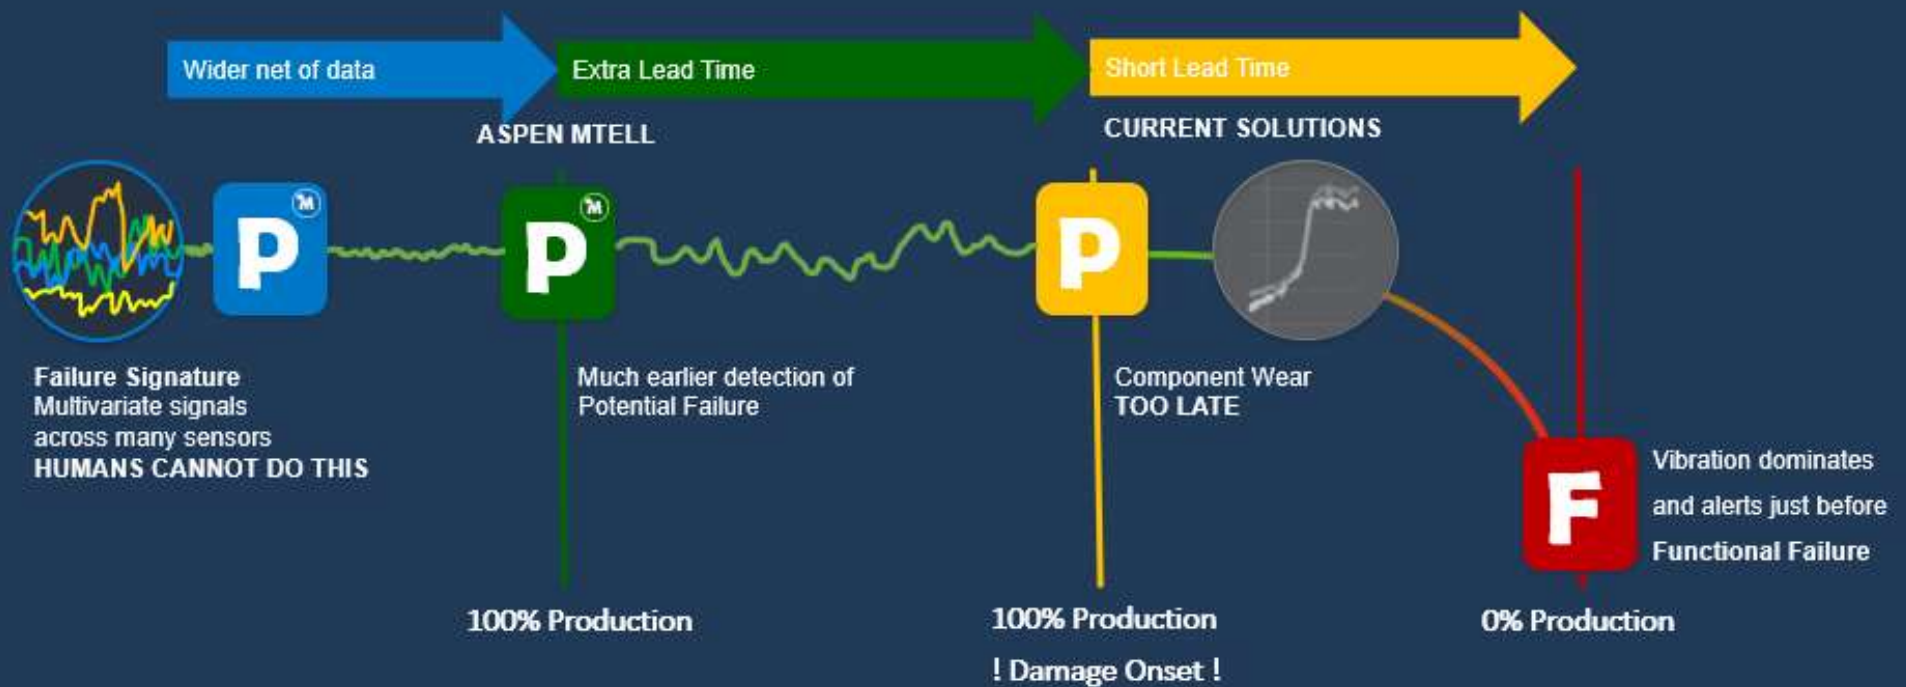 Wider net of data
Extra Lead Time
Short Lead Time
ASPEN MTELL
CURRENT SOLUTIONS
P
M
P
M
P
Failure Signature
Multivariate signals
across many sensors
HUMANS CANNOT DO THIS
Much earlier detection of
Potential Failure
Component Wear
TOO LATE
F
Vibration dominates
and alerts just before
Functional Failure
100% Production
100% Production
! Damage Onset !
0% Production